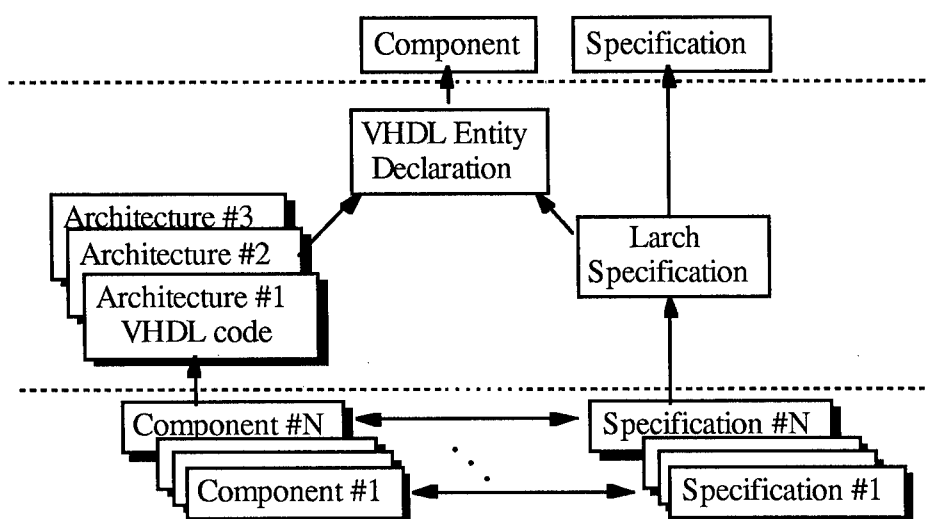 Component
Specification
VHDL Entity
Declaration
Architecture #3
Architecture #2
Architecture #1
VHDL code
Larch
Specification
Component #N
Specification #N
Component #1
Specification #1